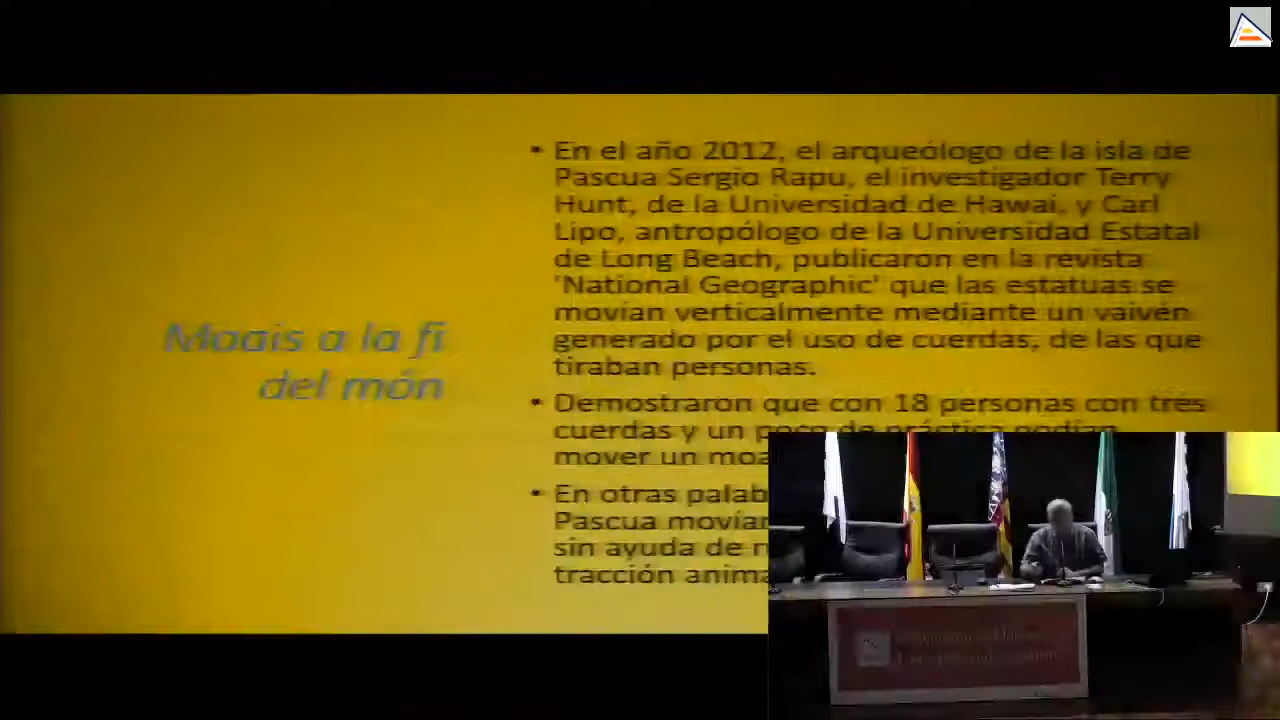 Moais a la fi
del món
• En el año 2012, el arqueólogo de la isla de
Pascua Sergio Rapu, el investigador Terry
Hunt, de la Universidad de Hawai, y Carl
Lipo, antropólogo de la Universidad Estatal
de Long Beach, publicaron en la revista
'National Geographic' que las estatuas se
movían verticalmente mediante un vaivén
generado por el uso de cuerdas, de las que
tiraban personas.
• Demostraron que con 18 personas con tres
cuerdas y un poco de práctica podían
mover un
• En otras
Pascua
sin ayuda de
tracción